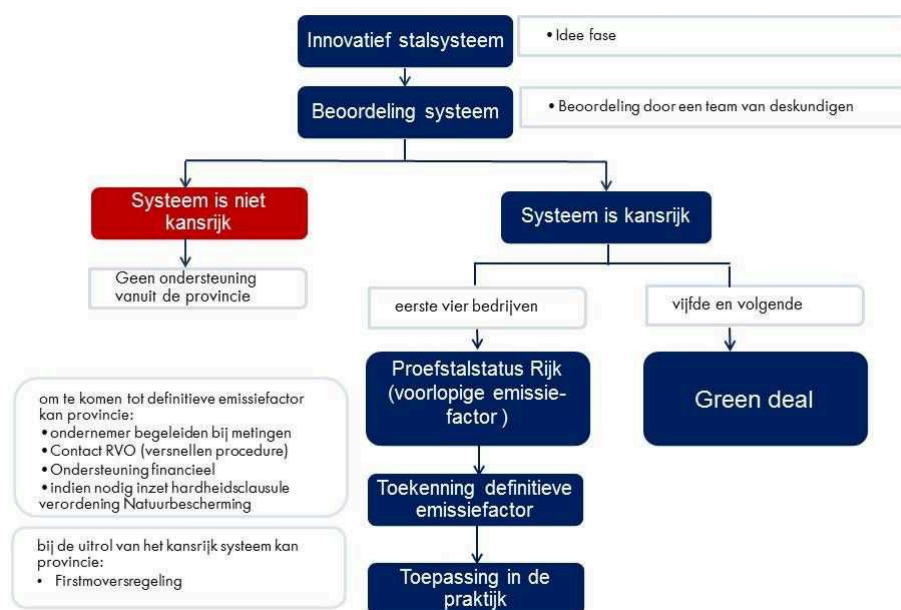 Innovatief stalsysteem
• Idee fase
Beoordeling systeem
• Beoordeling door een team van deskundigen
Systeem is niet
kansrijk
Systeem is kansrijk
Geen ondersteuning
vanuit de provincie
eerste vier bedrijven
vijfde en volgende
Proefstalstatus Rijk
(voorlopige emissie-
factor )
Green deal
om te komen tot definitieve emissiefactor
kan provincie:
•ondernemer begeleiden bij metingen
•Contact RVO (versnellen procedure)
•Ondersteuning financieel
•indien nodig inzet hardheidsclausule
verordening Natuurbescherming
Toekenning definitieve
emissiefactor
bij de uitrol van het kansrijk systeem kan
provincie:
• Firstmoversregeling
Toepassing in de
praktijk